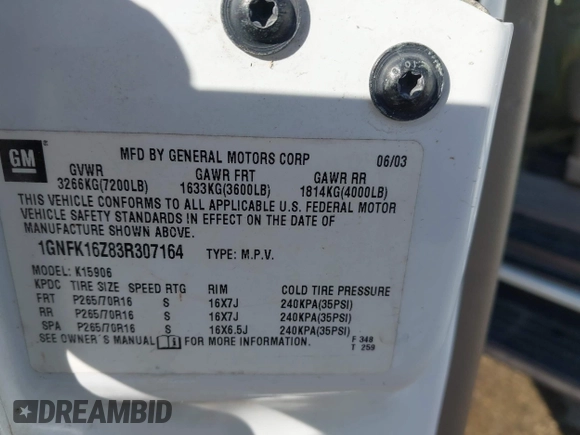 GM
MFD BY GENERAL MOTORS CORP 06/03
GVWR GAWR FRT GAWR RR
3266KG(7200LB) 1633KG(3600LB) 1814KG(4000LB)
THIS VEHICLE CONFORMS TO ALL APPLICABLE U.S. FEDERAL MOTOR
VEHICLE SAFETY STANDARDS IN EFFECT ON THE DATE OF
MANUFACTURE SHOWN ABOVE.
1GNFK16Z83R307164 TYPE: M.P.V.
MODEL: K15906
KPDC TIRE SIZE SPEED RTG RIM COLD TIRE PRESSURE
FRT P265/70R16 S 16X7J 240KPA(35PSI)
RR P265/70R16 S 16X7J 240KPA(35PSI)
SPA P265/70R16 S 16X6.5J 240KPA(35PSI)
SEE OWNER'S MANUAL FOR MORE INFORMATION.
F 348
T 259
DREAMBID